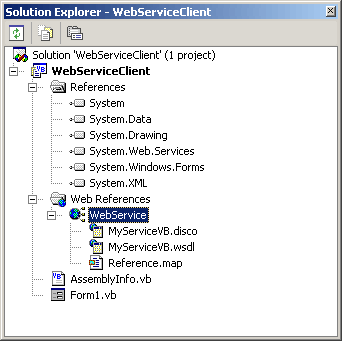 Solution Explorer - WebServiceClient
Solution 'WebServiceClient' (1 project)
WebServiceClient
References
System
System.Data
System.Drawing
System.Web.Services
System.Windows.Forms
System.XML
Web References
WebService
MyServiceVB.disco
MyServiceVB.wsdl
Reference.map
AssemblyInfo.vb
Form1.vb